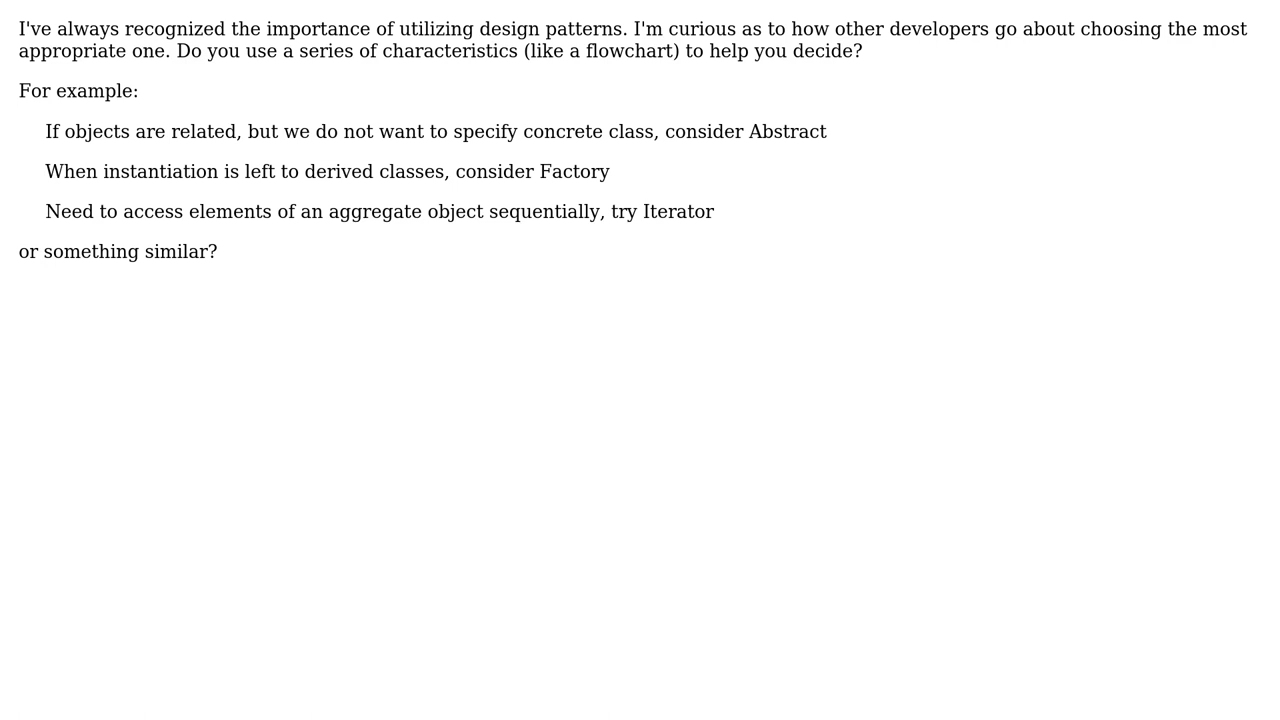 I've always recognized the importance of utilizing design patterns. I'm curious as to how other developers go about choosing the most
appropriate one. Do you use a series of characteristics (like a flowchart) to help you decide?
For example:
If objects are related, but we do not want to specify concrete class, consider Abstract
When instantiation is left to derived classes, consider Factory
Need to access elements of an aggregate object sequentially, try Iterator
or something similar?